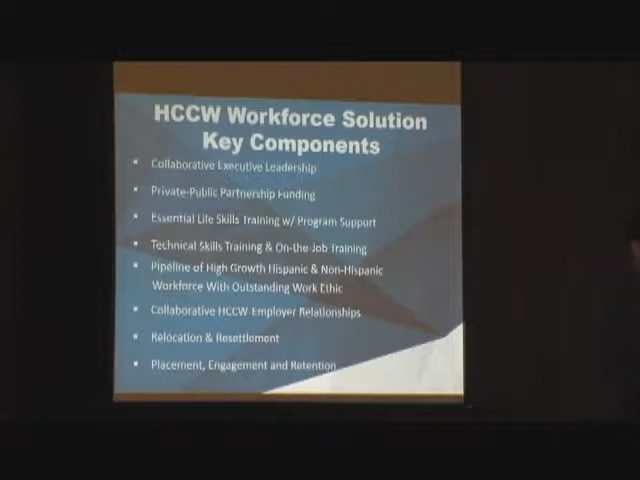 HCCW Workforce Solution
Key Components
▪ Collaborative Executive Leadership
▪ Private-Public Partnership Funding
▪ Essential Life Skills Training w/ Program Support
▪ Technical Skills Training & On-the-Job Training
▪ Pipeline of High Growth Hispanic & Non-Hispanic
Workforce With Outstanding Work Ethic
▪ Collaborative HCCW-Employer Relationships
▪ Relocation & Resettlement
▪ Placement, Engagement and Retention